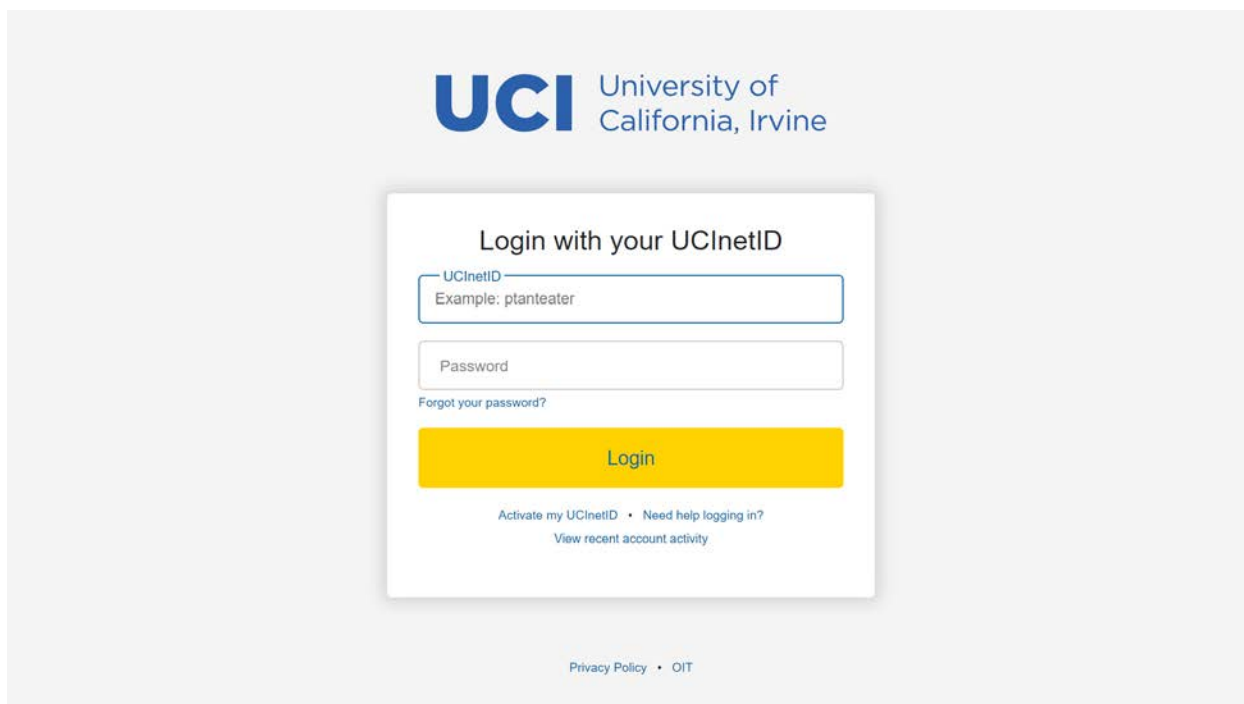 UCI University of
California, Irvine
Login with your UCInetID
UCInetID
Example: ptanteater
Password
Forgot your password?
Login
Activate my UCInetID • Need help logging in?
View recent account activity
Privacy Policy • OIT